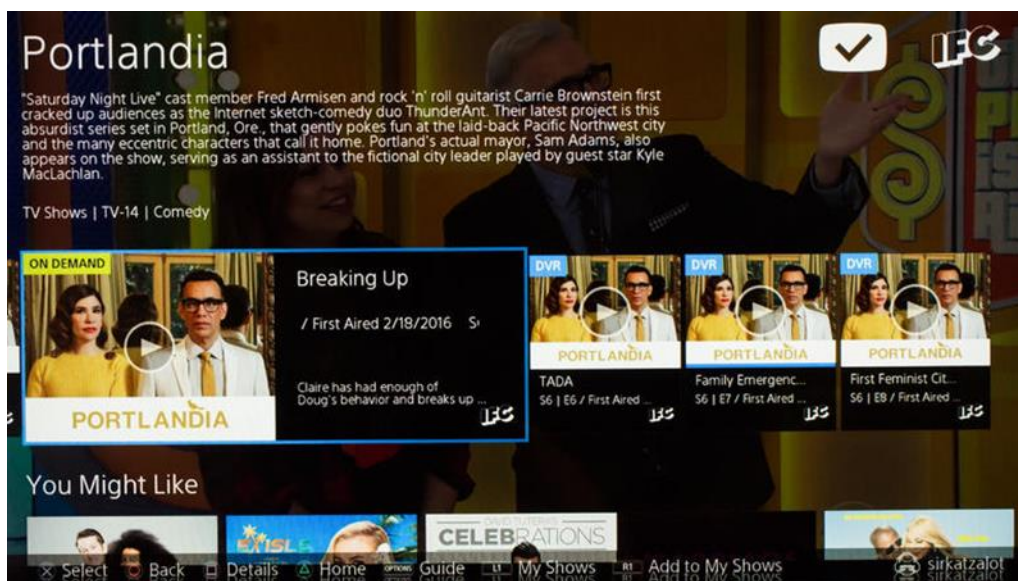 Portlandia
IFC
"Saturday Night Live" cast member Fred Armisen and rock 'n' roll guitarist Carrie Brownstein first
cracked up audiences as the Internet sketch-comedy duo ThunderAnt. Their latest project is this
absurdist series set in Portland, Ore., that gently pokes fun at the laid-back Pacific Northwest city
and the many eccentric characters that call it home. Portland's actual mayor, Sam Adams, also
appears on the show, serving as an assistant to the fictional city leader played by guest star Kyle
MacLachlan.
TV Shows | TV-14 | Comedy
ON DEMAND
PORTLANDIA
Breaking Up
/ First Aired 2/18/2016
Claire has had enough of
Doug's behavior and breaks up ...
IFC
DVR
PORTLANDIA
TADA
S6 | E6 / First Aired ...
IFC
DVR
PORTLANDIA
Family Emergenc...
S6 | E7 / First Aired ...
IFC
DVR
PORTLANDIA
First Feminist Cit...
S6 | E8 / First Aired ...
IFC
You Might Like
DAVID TUTERA'S
CELEBRATIONS
Select Back Details Home OPTIONS Guide L1 My Shows R1 Add to My Shows sirkatzalot